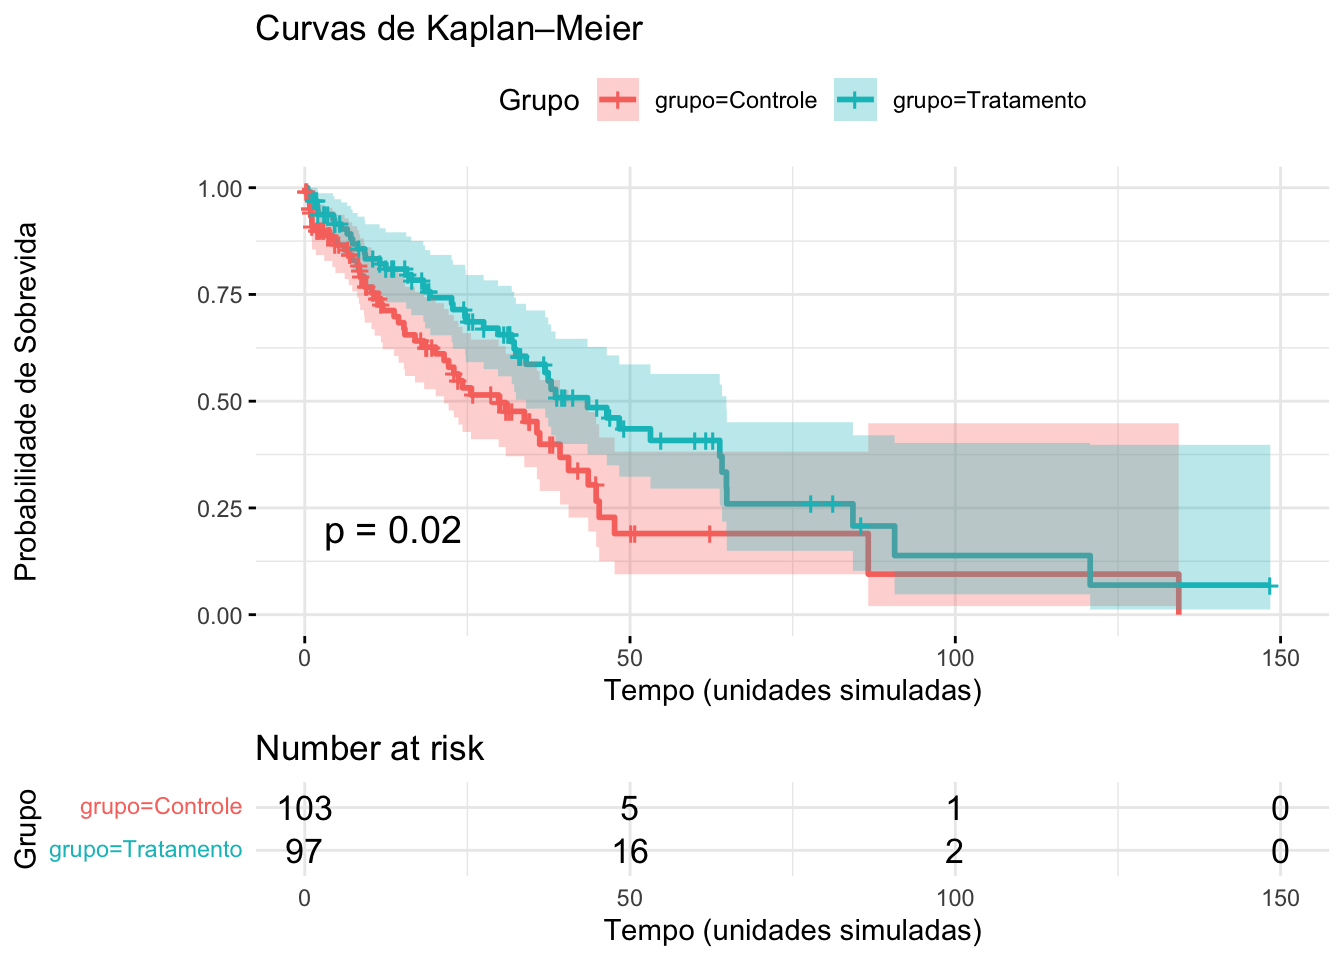 Curvas de Kaplan–Meier
Grupo grupo=Controle grupo=Tratamento
Probabilidade de Sobrevida
1.00
0.75
0.50
0.25
0.00
p = 0.02
0 50 100 150
Tempo (unidades simuladas)
Number at risk
Grupo
grupo=Controle 103 5 1 0
grupo=Tratamento 97 16 2 0
0 50 100 150
Tempo (unidades simuladas)